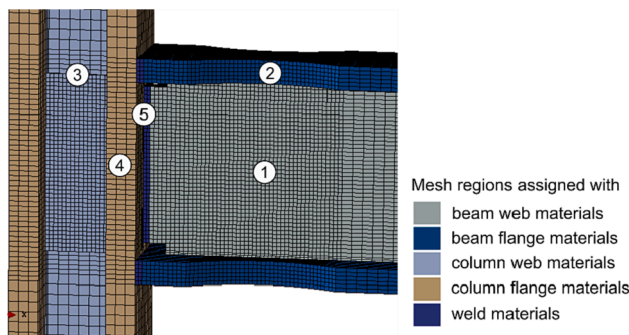 3
2
5
4
1
x
Mesh regions assigned with
beam web materials
beam flange materials
column web materials
column flange materials
weld materials